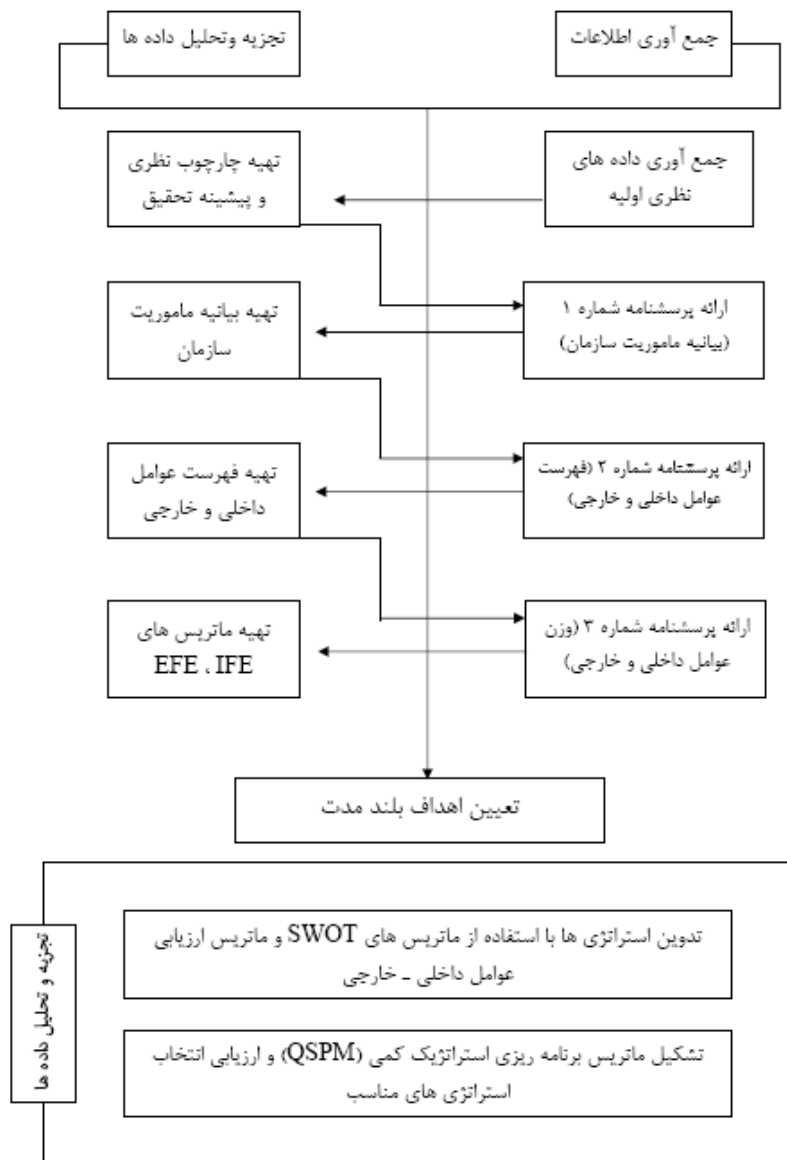 جمع آوری اطلاعات
تجزیه وتحلیل داده ها
جمع آوری داده های
نظری اولیه
تهیه چارچوب نظری
و پیشینه تحقیق
ارائه پرسشنامه شماره ۱
(بیانیه ماموریت سازمان)
تهیه بیانیه ماموریت
سازمان
ارائه پرسشنامه شماره ۲ (فهرست
عوامل داخلی و خارجی)
تهیه فهرست عوامل
داخلی و خارجی
ارائه پرسشنامه شماره ۳ (وزن
عوامل داخلی و خارجی)
تهیه ماتریس های
EFE ، IFE
تعیین اهداف بلند مدت
تجزیه و تحلیل داده ها
تدوین استراتژی ها با استفاده از ماتریس های SWOT و ماتریس ارزیابی
عوامل داخلی ـ خارجی
تشکیل ماتریس برنامه ریزی استراتژیک کمی (QSPM) و ارزیابی انتخاب
استراتژی های مناسب